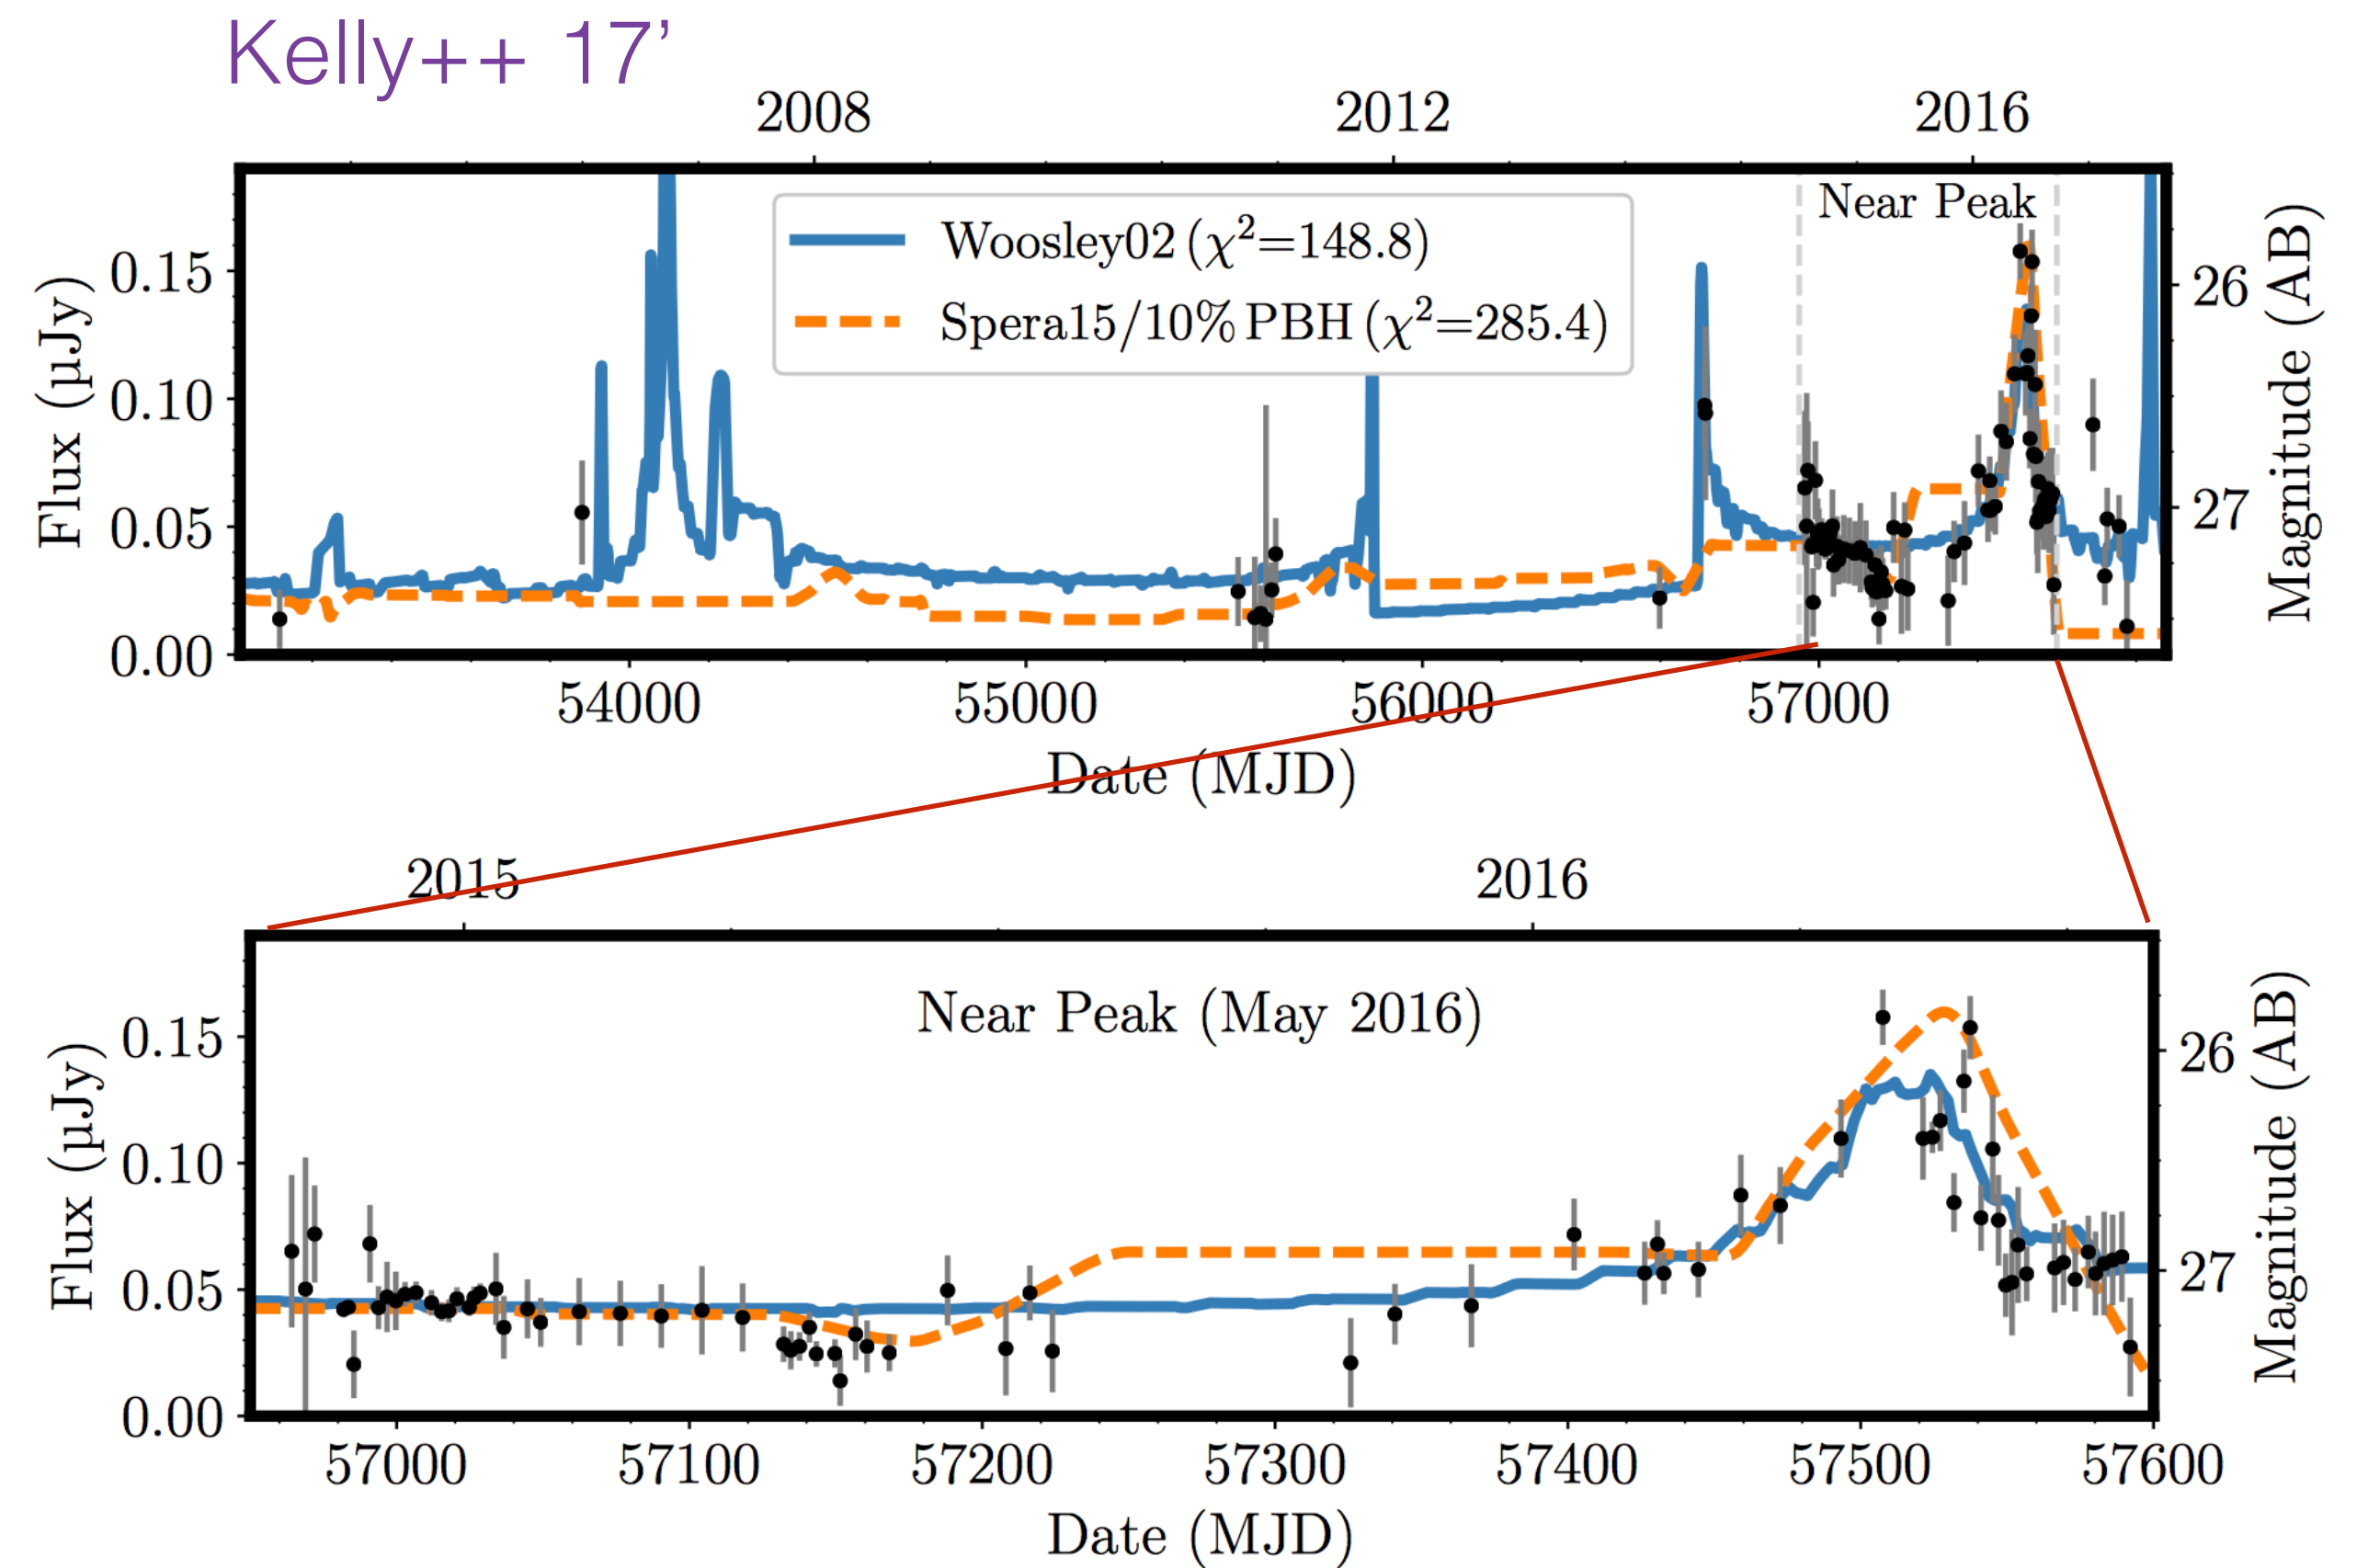 Kelly++ 17’
2008 2012 2016
Near Peak
Woosley02 (χ²=148.8)
Spera15/10% PBH (χ²=285.4)
Flux (µJy)
0.15
0.10
0.05
0.00
26
27
Magnitude (AB)
54000 55000 56000 57000
Date (MJD)
2015 2016
Near Peak (May 2016)
Flux (µJy)
0.15
0.10
0.05
0.00
26
27
Magnitude (AB)
57000 57100 57200 57300 57400 57500 57600
Date (MJD)